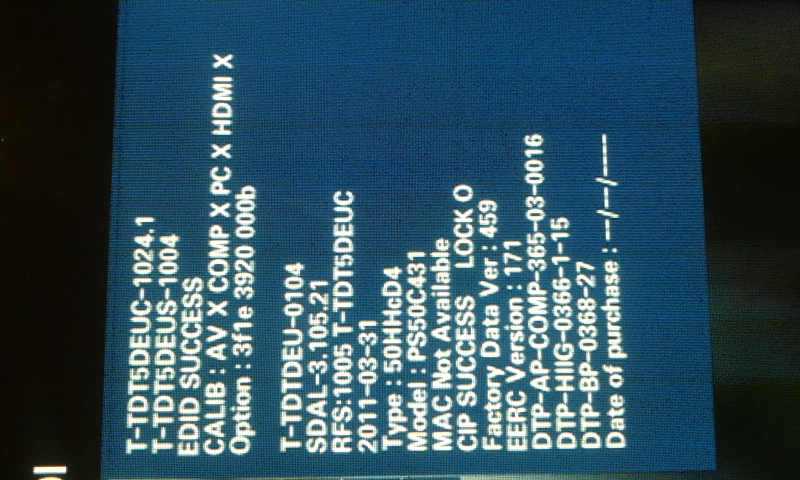 T-TDT5DEUC-1024.1
T-TDT5DEUS-1004
EDID SUCCESS
CALIB : AV X COMP X PC X HDMI X
Option : 3f1e 3920 000b
T-TDTDEU-0104
SDAL-3.105.21
RFS:1005 T-TDT5DEUC
2011-03-31
Type : 50HHcD4
Model : PS50C431
MAC Not Available
CIP SUCCESS LOCK O
Factory Data Ver : 459
EERC Version : 171
DTP-AP-COMP-365-03-0016
DTP-HIIG-0366-1-15
DTP-BP-0368-27
Date of purchase : --/--/----